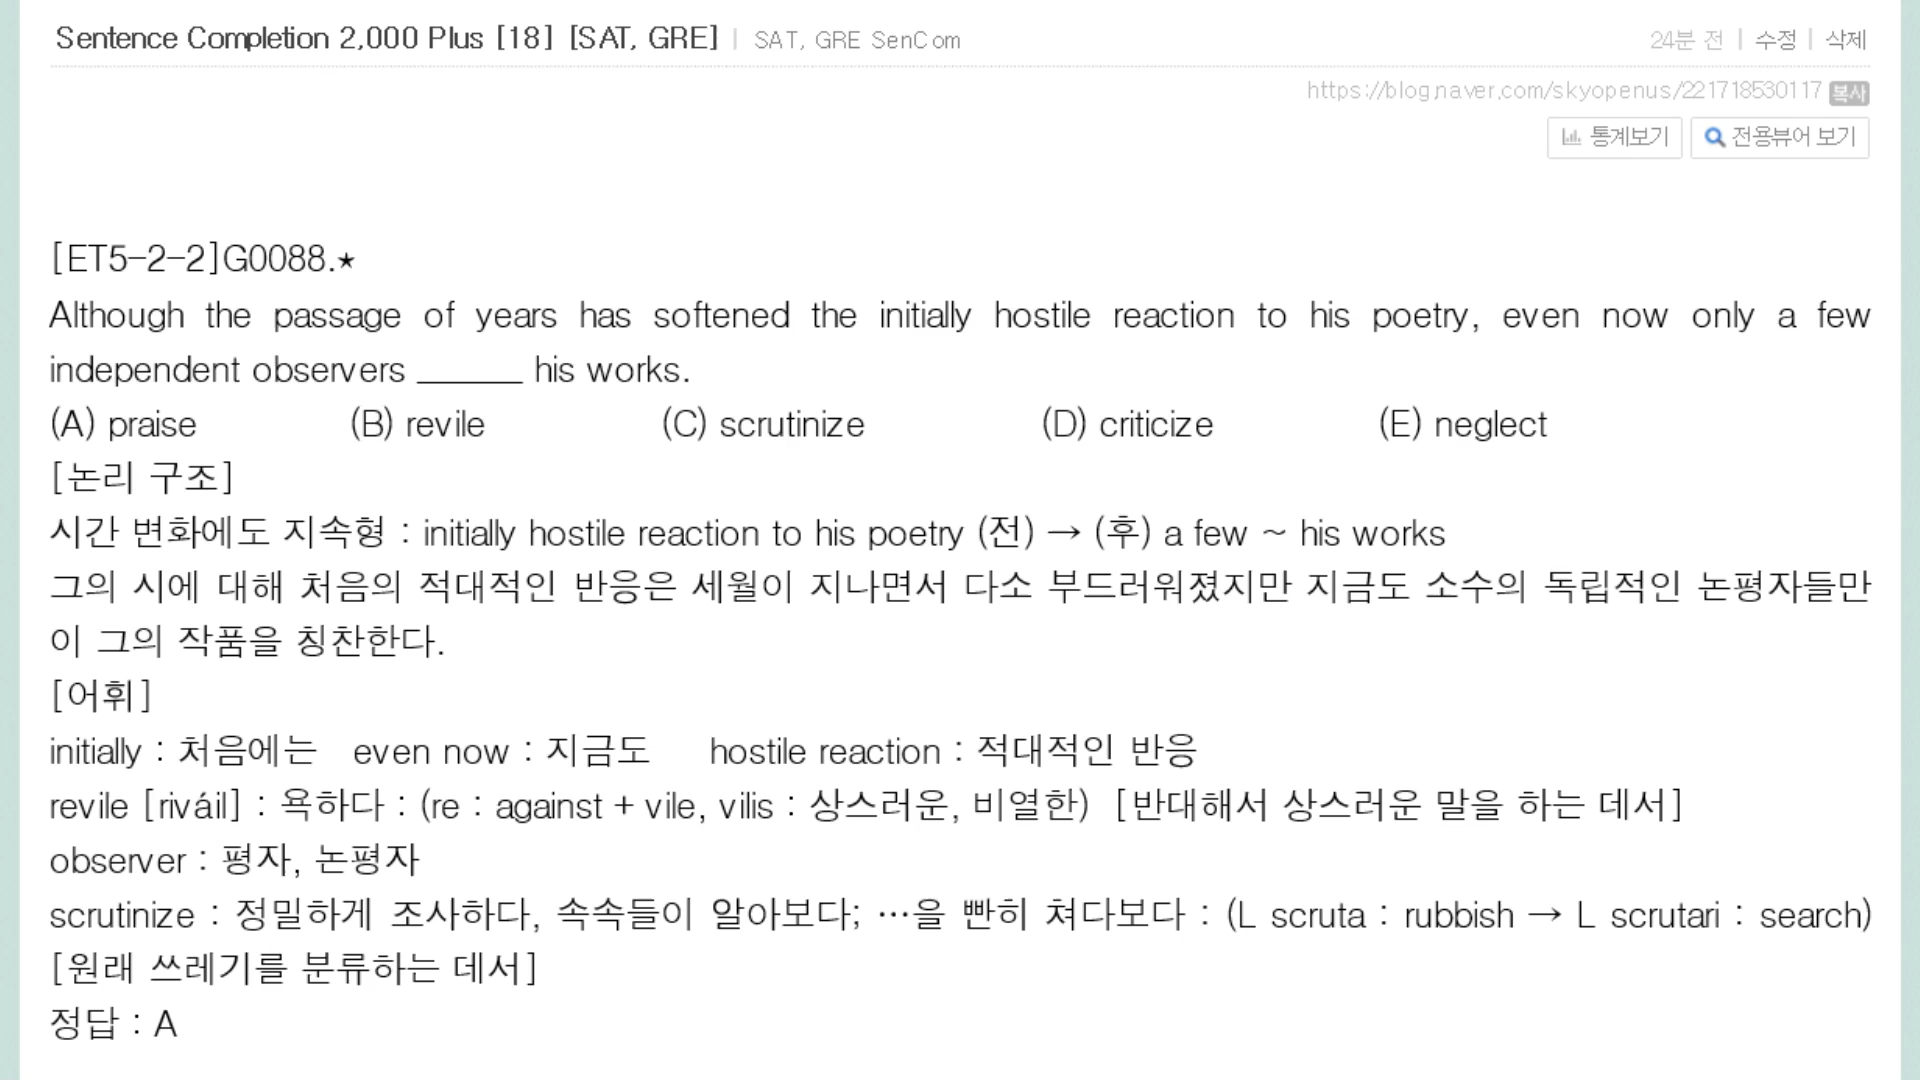 Sentence Completion 2,000 Plus [18] [SAT, GRE] | SAT, GRE SenCom 24분 전 | 수정 | 삭제
https://blog.naver.com/skyopenus/221718530117 복사
통계보기 전용뷰어 보기
[ET5-2-2]G0088.★
Although the passage of years has softened the initially hostile reaction to his poetry, even now only a few
independent observers ______ his works.
(A) praise (B) revile (C) scrutinize (D) criticize (E) neglect
[논리 구조]
시간 변화에도 지속형 : initially hostile reaction to his poetry (전) → (후) a few ~ his works
그의 시에 대해 처음의 적대적인 반응은 세월이 지나면서 다소 부드러워졌지만 지금도 소수의 독립적인 논평자들만
이 그의 작품을 칭찬한다.
[어휘]
initially : 처음에는 even now : 지금도 hostile reaction : 적대적인 반응
revile [riváil] : 욕하다 : (re : against + vile, vilis : 상스러운, 비열한) [반대해서 상스러운 말을 하는 데서]
observer : 평자, 논평자
scrutinize : 정밀하게 조사하다, 속속들이 알아보다; …을 빤히 쳐다보다 : (L scruta : rubbish → L scrutari : search)
[원래 쓰레기를 분류하는 데서]
정답 : A